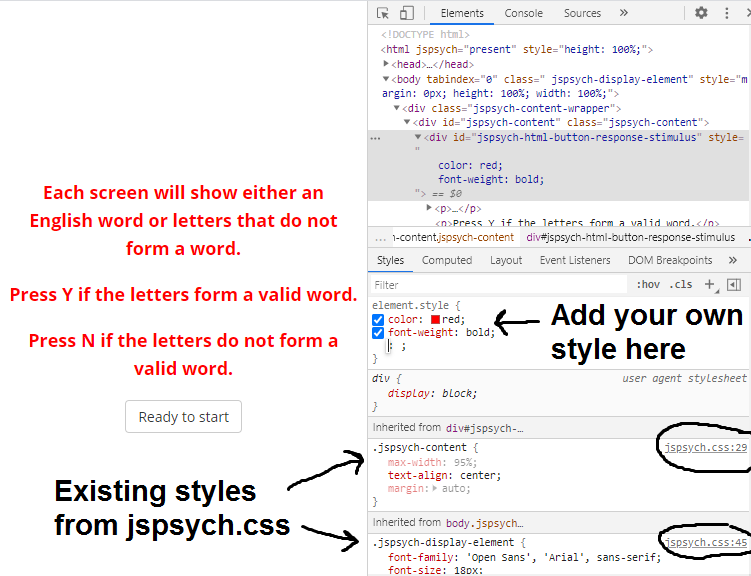 Each screen will show either an
English word or letters that do not
form a word.
Press Y if the letters form a valid word.
Press N if the letters do not form a
valid word.
Ready to start
Existing styles
from jspsych.css
Elements Console Sources »
<!DOCTYPE html>
<html jspsych="present" style="height: 100%;">
<head>…</head>
<body tabindex="0" class=" jspsych-display-element" style="m
argin: 0px; height: 100%; width: 100%;">
<div class="jspsych-content-wrapper">
<div id="jspsych-content" class="jspsych-content">
… <div id="jspsych-html-button-response-stimulus" style=
"
color: red;
font-weight: bold;
"> == $0
<p>…</p>
<p>Press Y if the letters form a valid word.</p>
… n-content.jspsych-content div#jspsych-html-button-response-stimulus
Styles Computed Layout Event Listeners DOM Breakpoints »
Filter :hov .cls +
element.style {
color: red;
font-weight: bold;
: ;
}
Add your own
style here
div { user agent stylesheet
display: block;
}
Inherited from div#jspsych-…
.jspsych-content { jspsych.css:29
max-width: 95%;
text-align: center;
margin: auto;
}
Inherited from body.jspsych…
.jspsych-display-element { jspsych.css:45
font-family: 'Open Sans', 'Arial', sans-serif;
font-size: 18px;